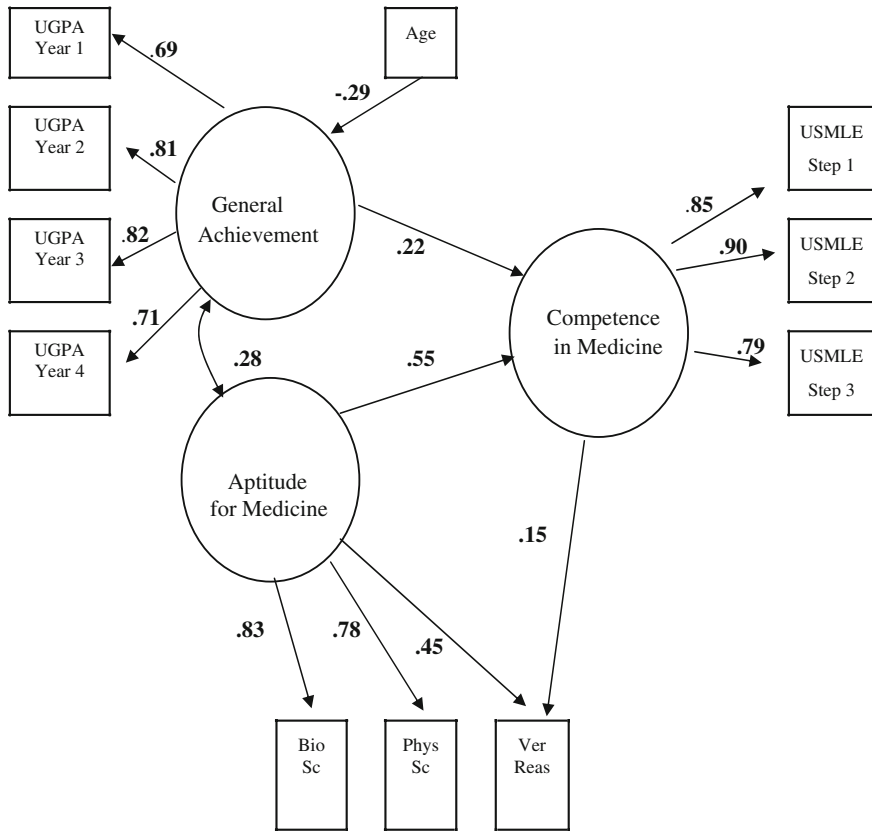 UGPA
Year 1
.69
Age
-.29
UGPA
Year 2
.81
USMLE
Step 1
.85
General
Achievement
UGPA
Year 3
.82
.22
USMLE
Step 2
.90
Competence
in Medicine
UGPA
Year 4
.71
.28
.55
.79
USMLE
Step 3
Aptitude
for Medicine
.15
.83
.78
.45
Bio
Sc
Phys
Sc
Ver
Reas